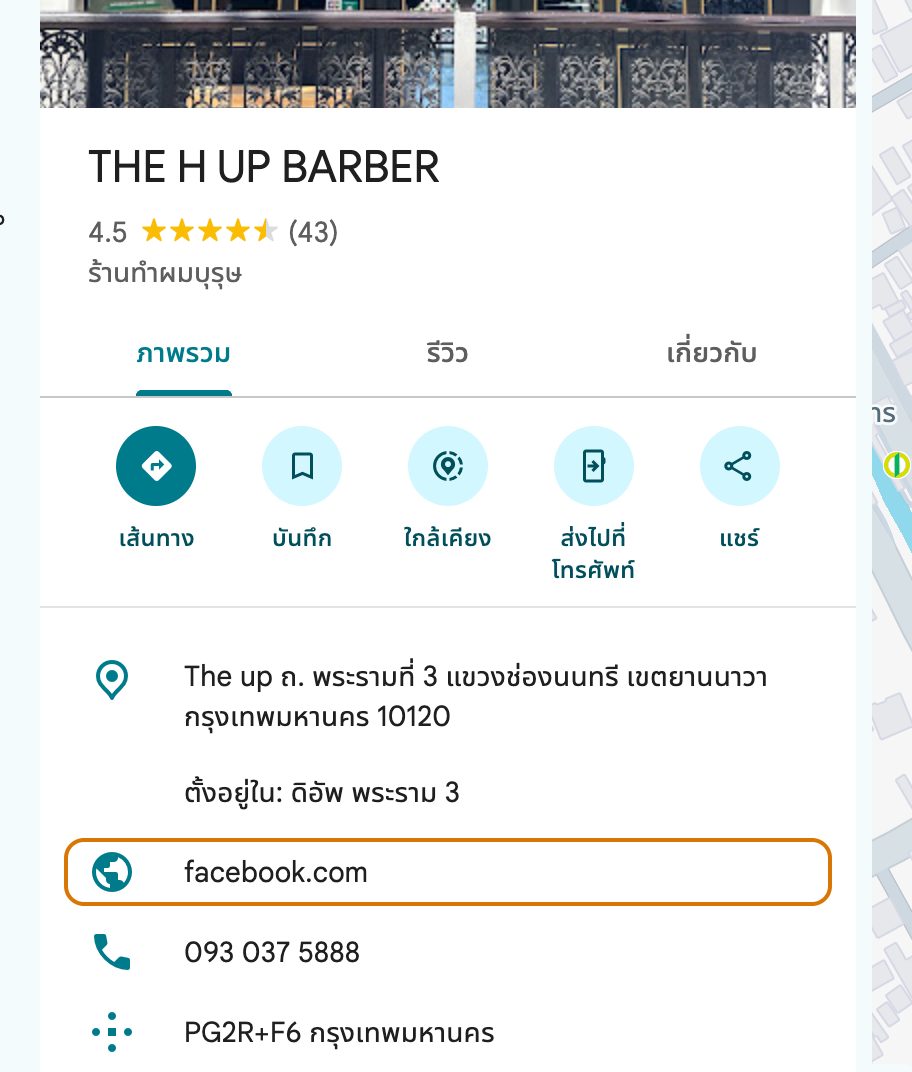 THE H UP BARBER
4.5 (43)
ร้านทำผมบุรุษ
ภาพรวม รีวิว เกี่ยวกับ
เส้นทาง บันทึก ใกล้เคียง ส่งไปที่ แชร์
โทรศัพท์
The up ถ. พระรามที่ 3 แขวงช่องนนทรี เขตยานนาวา
กรุงเทพมหานคร 10120
ตั้งอยู่ใน: ดิอัพ พระราม 3
facebook.com
093 037 5888
PG2R+F6 กรุงเทพมหานคร